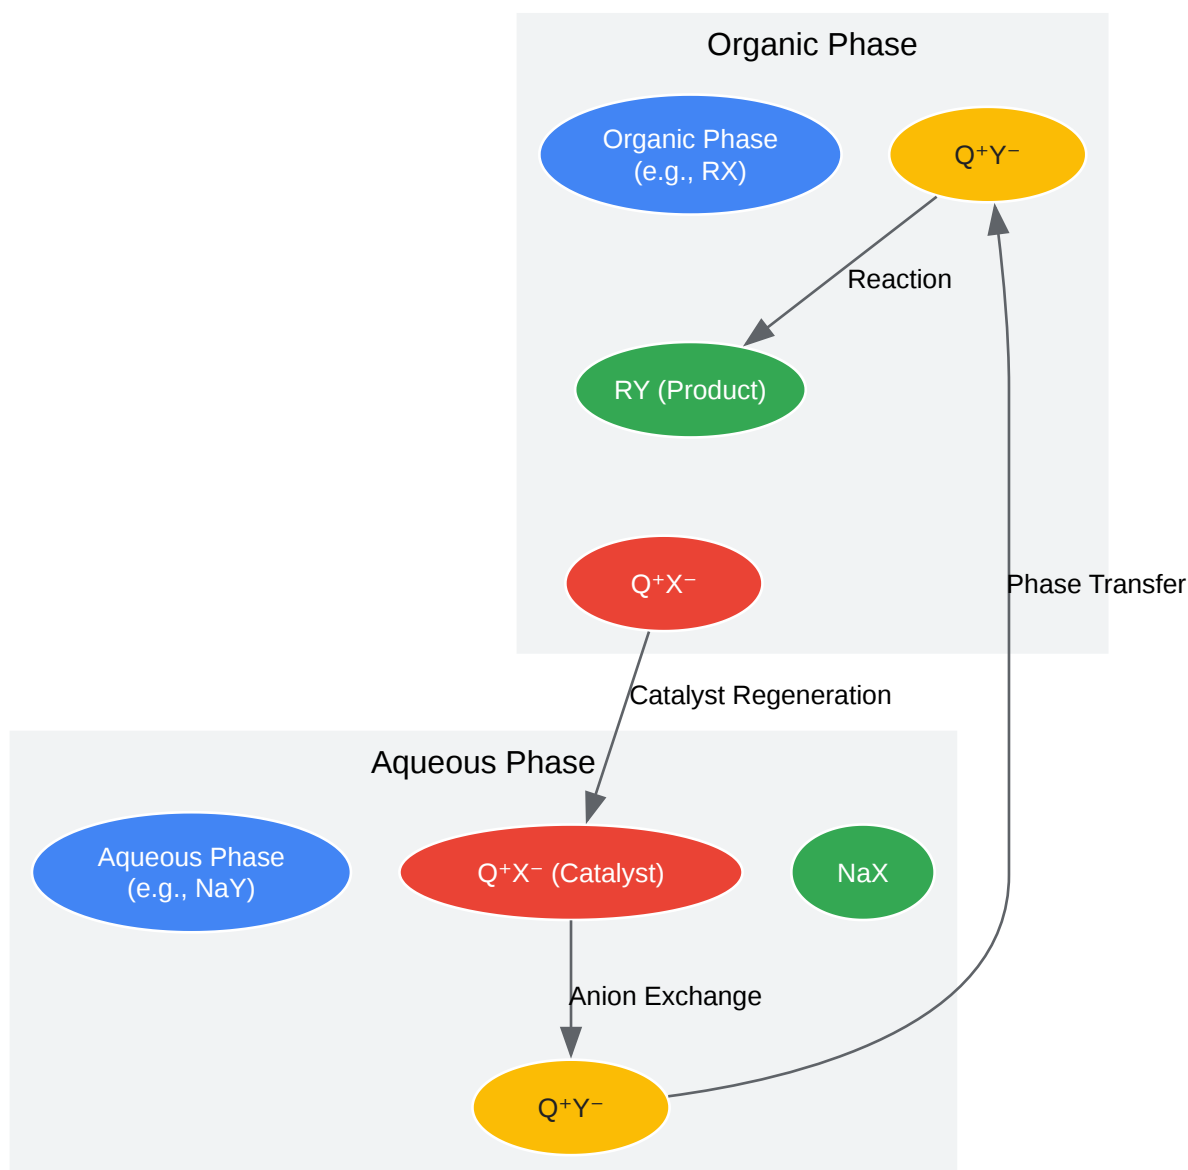 Organic Phase
Organic Phase
(e.g., RX)
Q⁺Y⁻
Reaction
RY (Product)
Q⁺X⁻
Phase Transfer
Catalyst Regeneration
Aqueous Phase
Aqueous Phase
(e.g., NaY)
Q⁺X⁻ (Catalyst)
NaX
Anion Exchange
Q⁺Y⁻